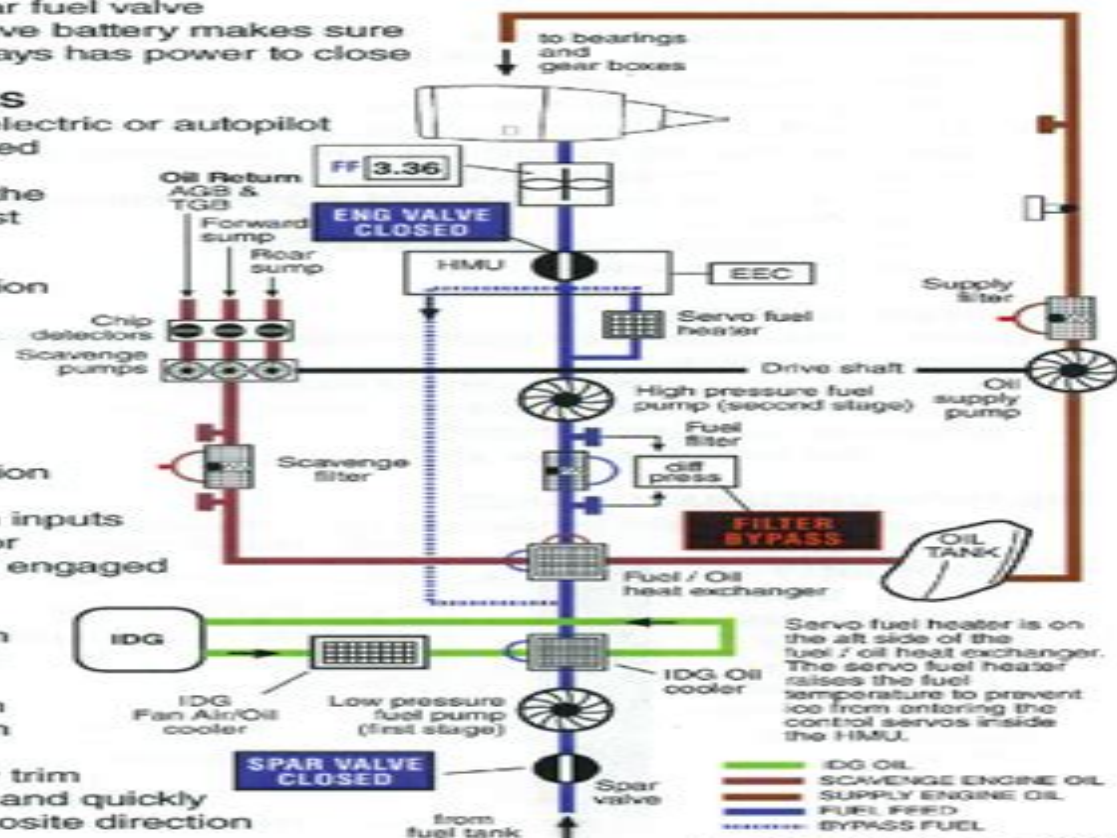 ar fuel valve
ve battery makes sure
ays has power to close
s
electric or autopilot
ed
he
st
ion
ion
inputs
or
engaged
n
n
n
trim
and quickly
osite direction
to bearings
and
gear boxes
FF 3.36
Oil Return
AGB &
TGB
Forward
sump
Rear
sump
ENG VALVE
CLOSED
HMU
EEC
Servo fuel
heater
Supply
filter
Chip
detectors
Scavenge
pumps
Drive shaft
Oil
supply
pump
High pressure fuel
pump (second stage)
Fuel
filter
Scavenge
filter
diff
press
FILTER
BYPASS
OIL
TANK
Fuel / Oil
heat exchanger
IDG
IDG
Fan Air/Oil
cooler
Low pressure
fuel pump
(first stage)
IDG Oil
cooler
Servo fuel heater is on
the aft side of the
fuel / oil heat exchanger.
The servo fuel heater
raises the fuel
temperature to prevent
ice from entering the
control servos inside
the HMU.
SPAR VALVE
CLOSED
Spar
valve
from
fuel tank
IDG OIL
SCAVENGE ENGINE OIL
SUPPLY ENGINE OIL
FUEL FEED
BYPASS FUEL